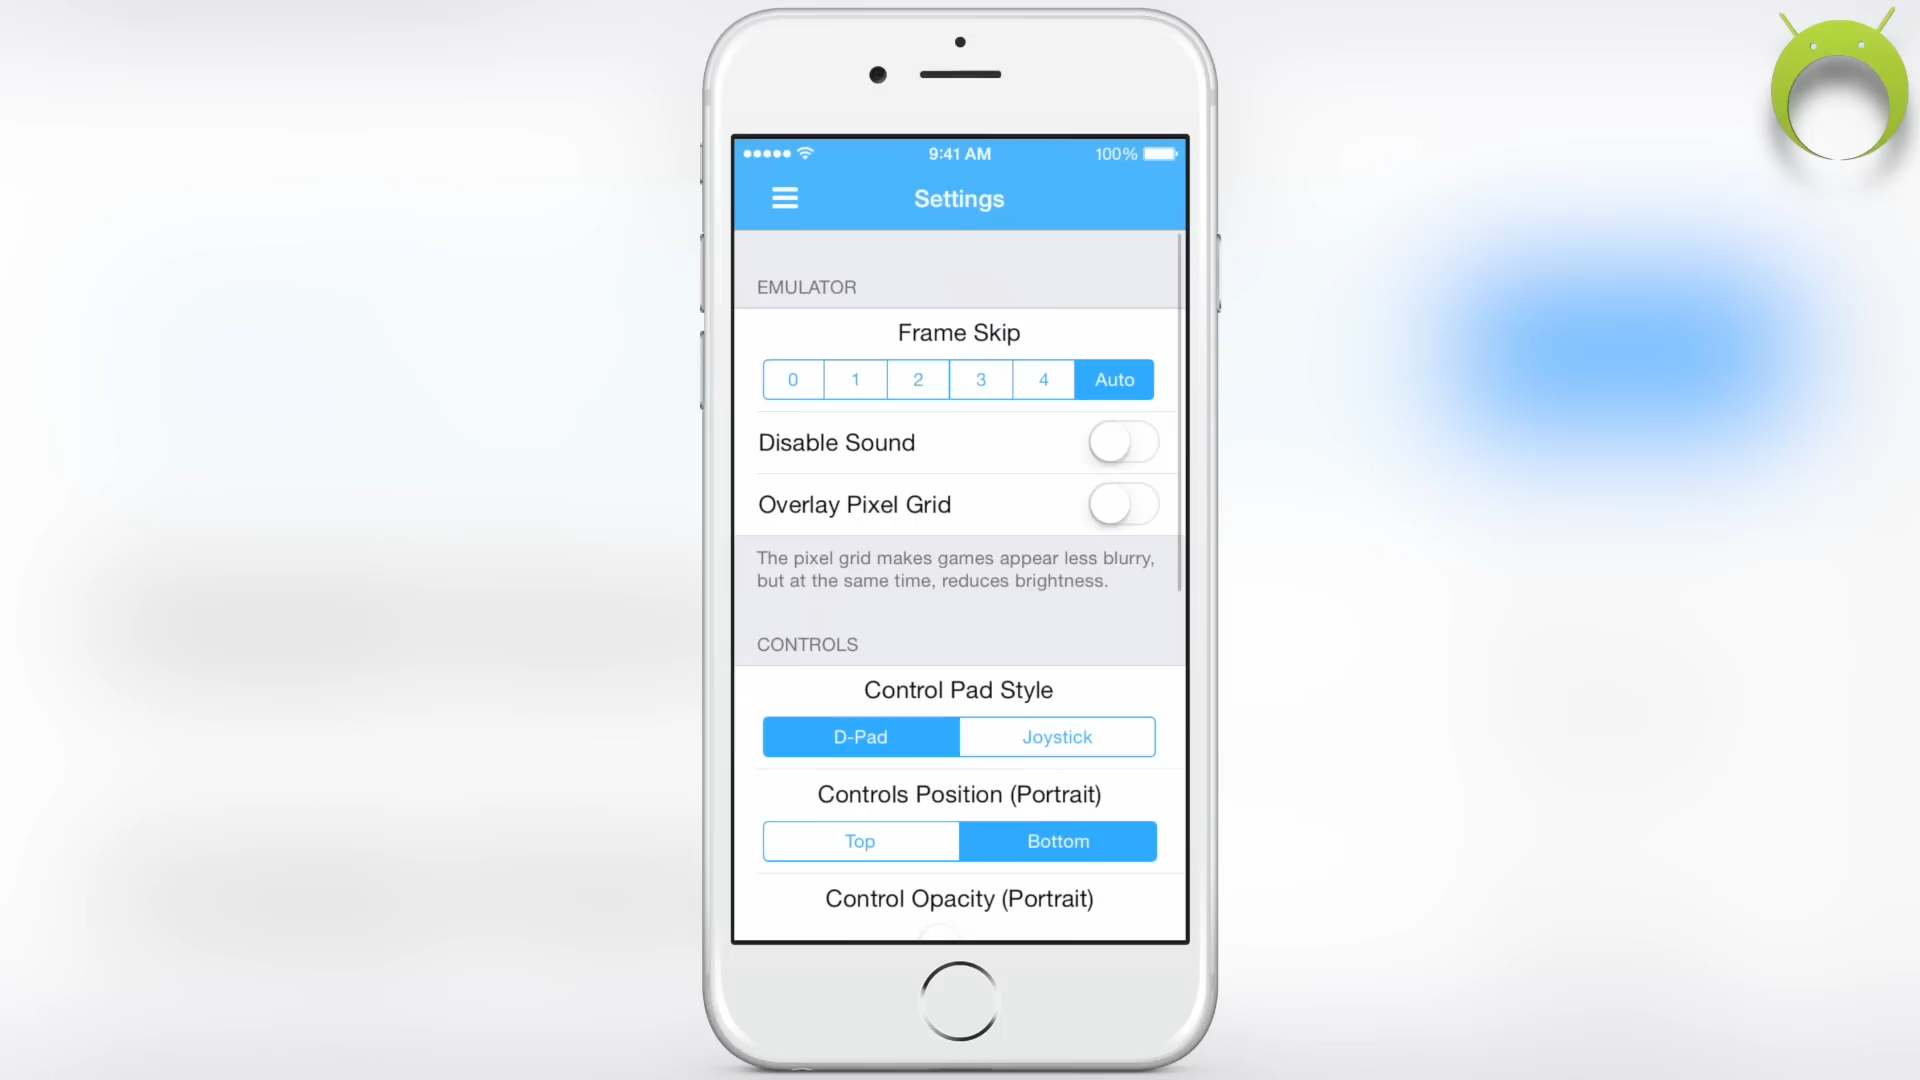 9:41 AM
100%
Settings
EMULATOR
Frame Skip
0 1 2 3 4 Auto
Disable Sound
Overlay Pixel Grid
The pixel grid makes games appear less blurry,
but at the same time, reduces brightness.
CONTROLS
Control Pad Style
D-Pad Joystick
Controls Position (Portrait)
Top Bottom
Control Opacity (Portrait)